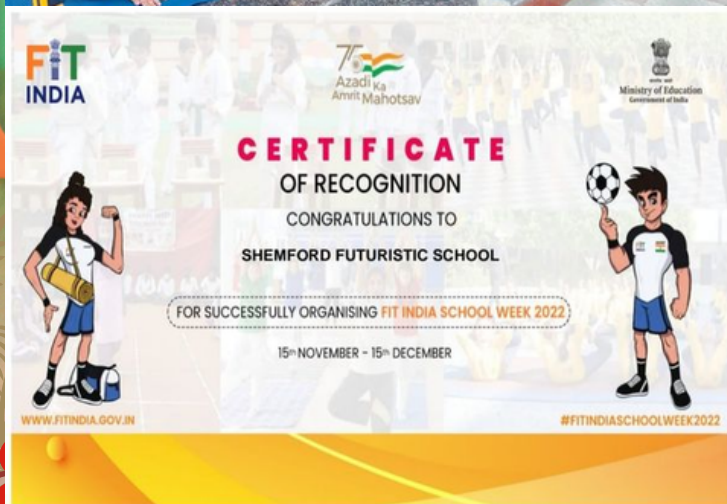 FIT
INDIA
75
Azadi Ka
Amrit Mahotsav
Ministry of Education
Government of India
CERTIFICATE
OF RECOGNITION
CONGRATULATIONS TO
SHEMFORD FUTURISTIC SCHOOL
FOR SUCCESSFULLY ORGANISING FIT INDIA SCHOOL WEEK 2022
15th NOVEMBER - 15th DECEMBER
WWW.FITINDIA.GOV.IN
#FITINDIASCHOOLWEEK2022